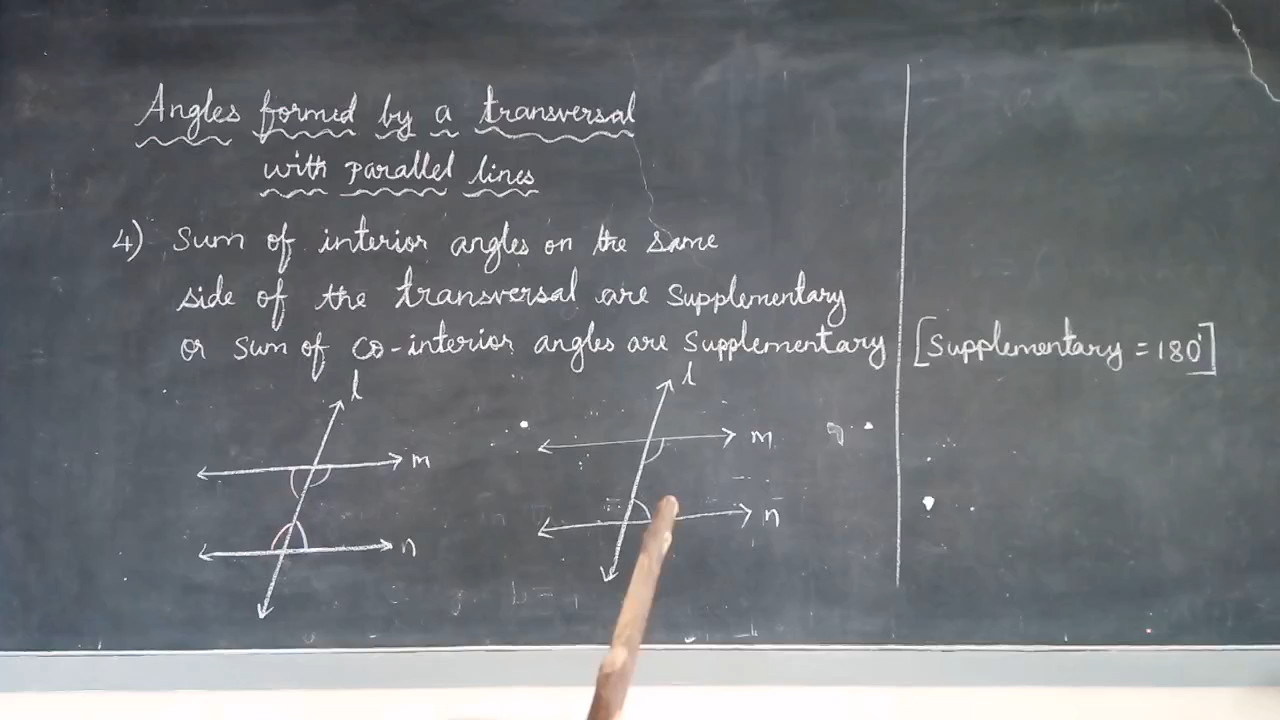 Angles formed by a transversal
with parallel lines
4) Sum of interior angles on the same
side of the transversal are supplementary
or sum of co-interior angles are supplementary
[Supplementary = 180°]
l
m
n
l
m
n